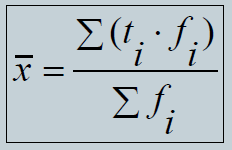 x̄ = Σ(tᵢ · fᵢ) / Σfᵢ